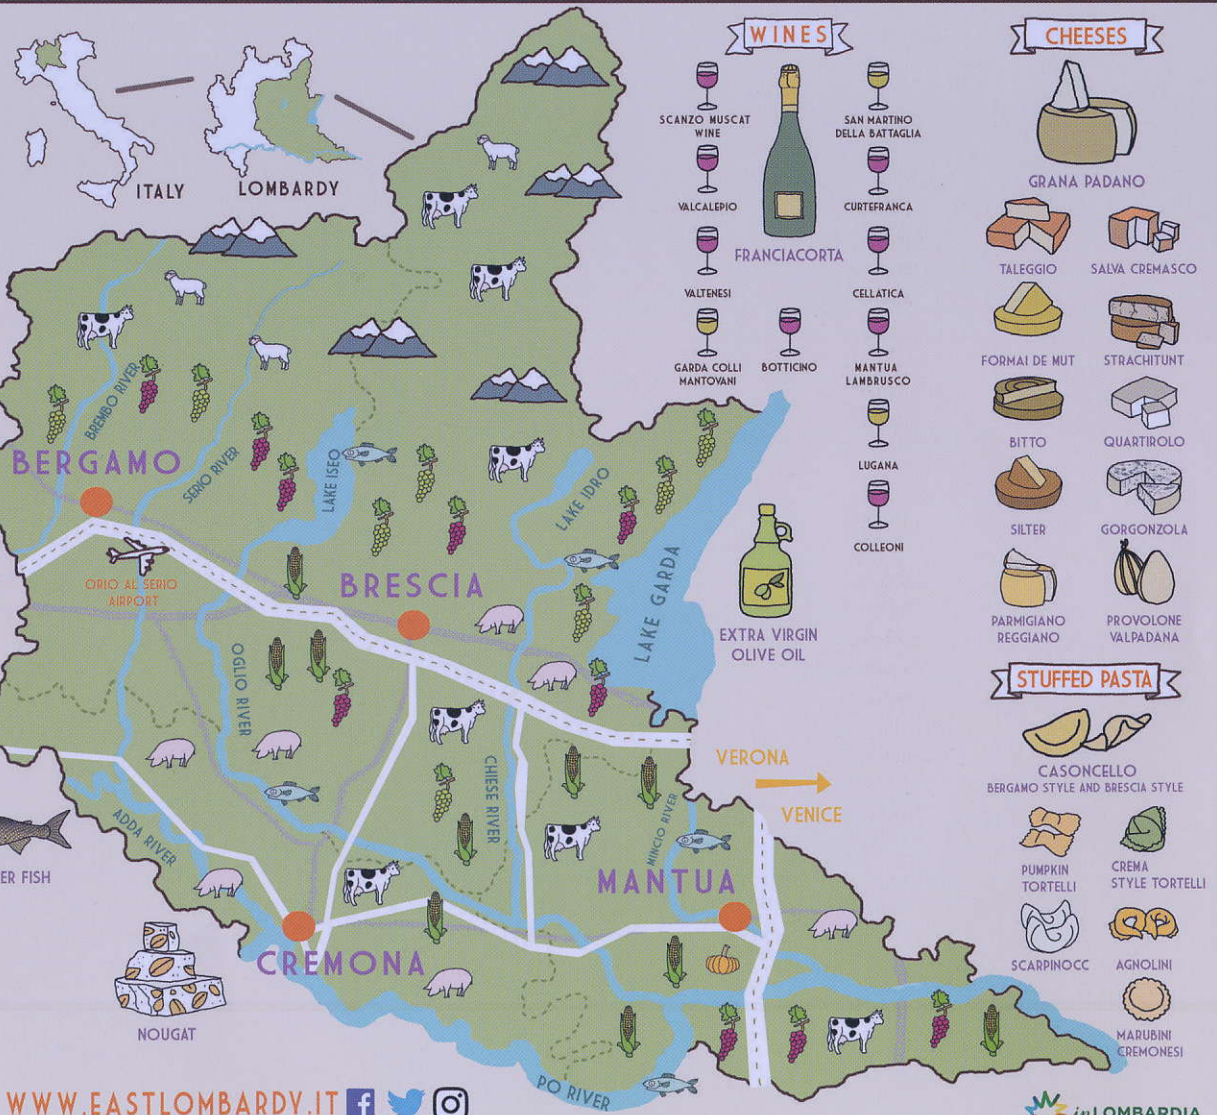 ITALY
LOMBARDY
WINES
SCANZO MUSCAT
WINE
SAN MARTINO
DELLA BATTAGLIA
VALCALEPIO
CURTEFRANCA
FRANCIACORTA
VALTENESI
CELLATICA
GARDA COLLI
MANTOVANI
BOTTICINO
MANTUA
LAMBRUSCO
LUGANA
COLLEONI
EXTRA VIRGIN
OLIVE OIL
CHEESES
GRANA PADANO
TALEGGIO
SALVA CREMASCO
FORMAI DE MUT
STRACHITUNT
BITTO
QUARTIROLO
SILTER
GORGONZOLA
PARMIGIANO
REGGIANO
PROVOLONE
VALPADANA
STUFFED PASTA
CASONCELLO
BERGAMO STYLE AND BRESCIA STYLE
PUMPKIN
TORTELLI
CREMA
STYLE TORTELLI
SCARPINOCC
AGNOLINI
MARUBINI
CREMONESI
BREMBO RIVER
BERGAMO
SERIO RIVER
LAKE ISEO
LAKE IDRO
ORIO AL SERIO
AIRPORT
BRESCIA
LAKE GARDA
OGLIO RIVER
CHIESE RIVER
VERONA
VENICE
ADDA RIVER
MINCIO RIVER
MANTUA
CREMONA
ER FISH
NOUGAT
PO RIVER
WWW.EASTLOMBARDY.IT
inLOMBARDIA